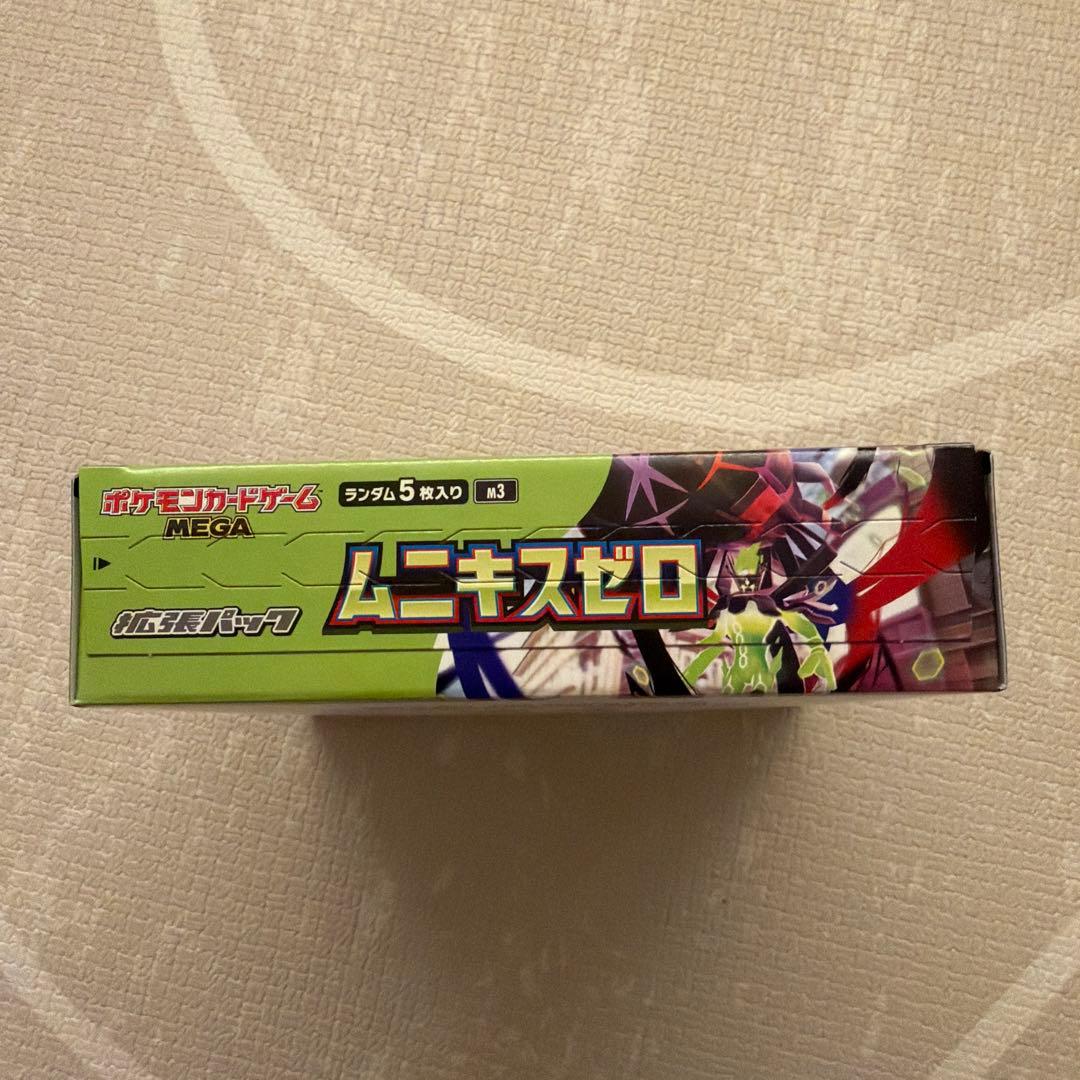 ポケモンカードゲーム
MEGA
ランダム5枚入り
M3
ムニキスゼロ
拡張パック